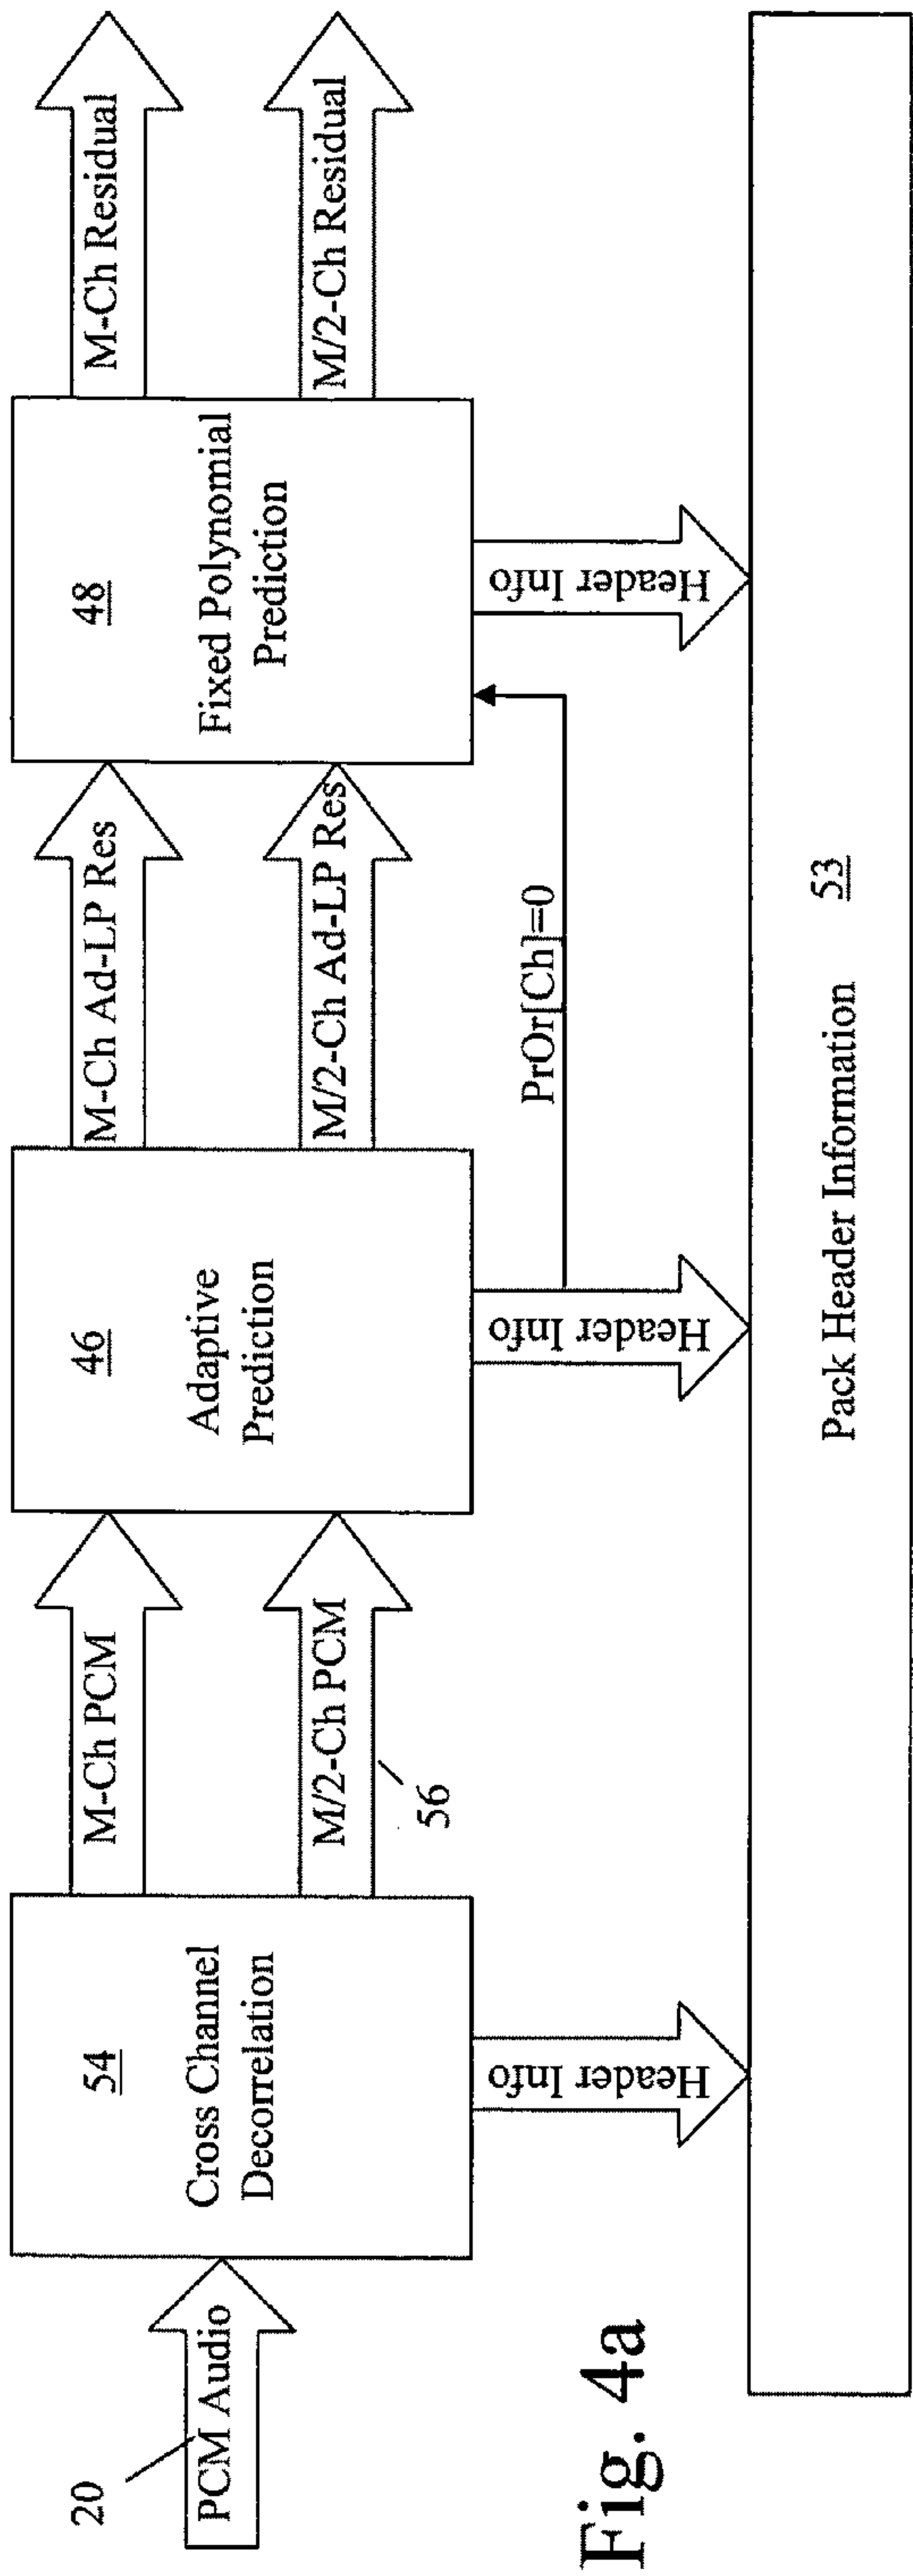 20
PCM Audio
54
Cross Channel
Decorrelation
Header Info
M-Ch PCM
M/2-Ch PCM
56
46
Adaptive
Prediction
Header Info
PrOr[Ch]=0
M-Ch Ad-LP Res
M/2-Ch Ad-LP Res
48
Fixed Polynomial
Prediction
Header Info
M-Ch Residual
M/2-Ch Residual
Pack Header Information
53
Fig. 4a